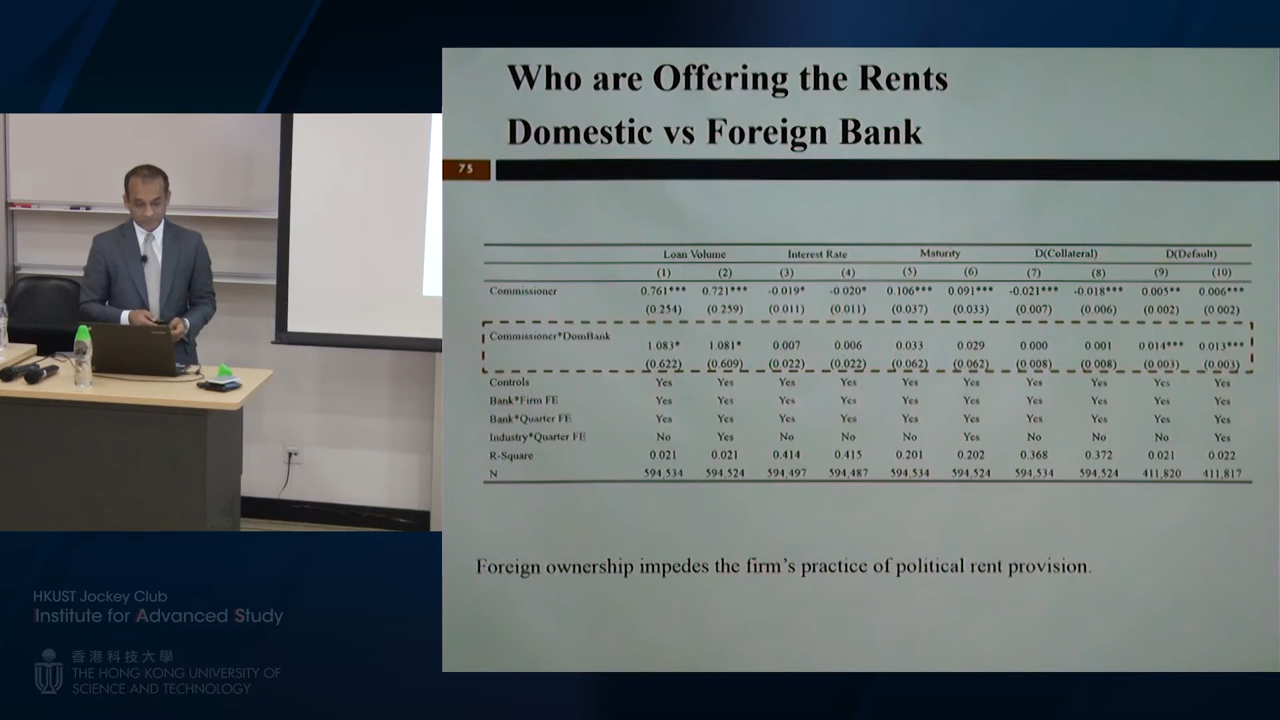 Who are Offering the Rents
Domestic vs Foreign Bank
75
Loan Volume Interest Rate Maturity D(Collateral) D(Default)
(1) (2) (3) (4) (5) (6) (7) (8) (9) (10)
Commissioner 0.761*** 0.721*** -0.019* -0.020* 0.106*** 0.091*** -0.021*** -0.018*** 0.005** 0.006***
(0.254) (0.259) (0.011) (0.011) (0.037) (0.033) (0.007) (0.006) (0.002) (0.002)
Commissioner*DomBank
1.083* 1.081* 0.007 0.006 0.033 0.029 0.000 0.001 0.014*** 0.013***
(0.622) (0.609) (0.022) (0.022) (0.062) (0.062) (0.008) (0.008) (0.003) (0.003)
Controls Yes Yes Yes Yes Yes Yes Yes Yes Yes Yes
Bank*Firm FE Yes Yes Yes Yes Yes Yes Yes Yes Yes Yes
Bank*Quarter FE Yes Yes Yes Yes Yes Yes Yes Yes Yes Yes
Industry*Quarter FE No Yes No No No Yes No No No Yes
R-Square 0.021 0.021 0.414 0.415 0.201 0.202 0.368 0.372 0.021 0.022
N 594,534 594,524 594,497 594,487 594,534 594,524 594,534 594,524 411,820 411,817
Foreign ownership impedes the firm's practice of political rent provision.
HKUST Jockey Club
Institute for Advanced Study
香港科技大學
THE HONG KONG UNIVERSITY OF
SCIENCE AND TECHNOLOGY